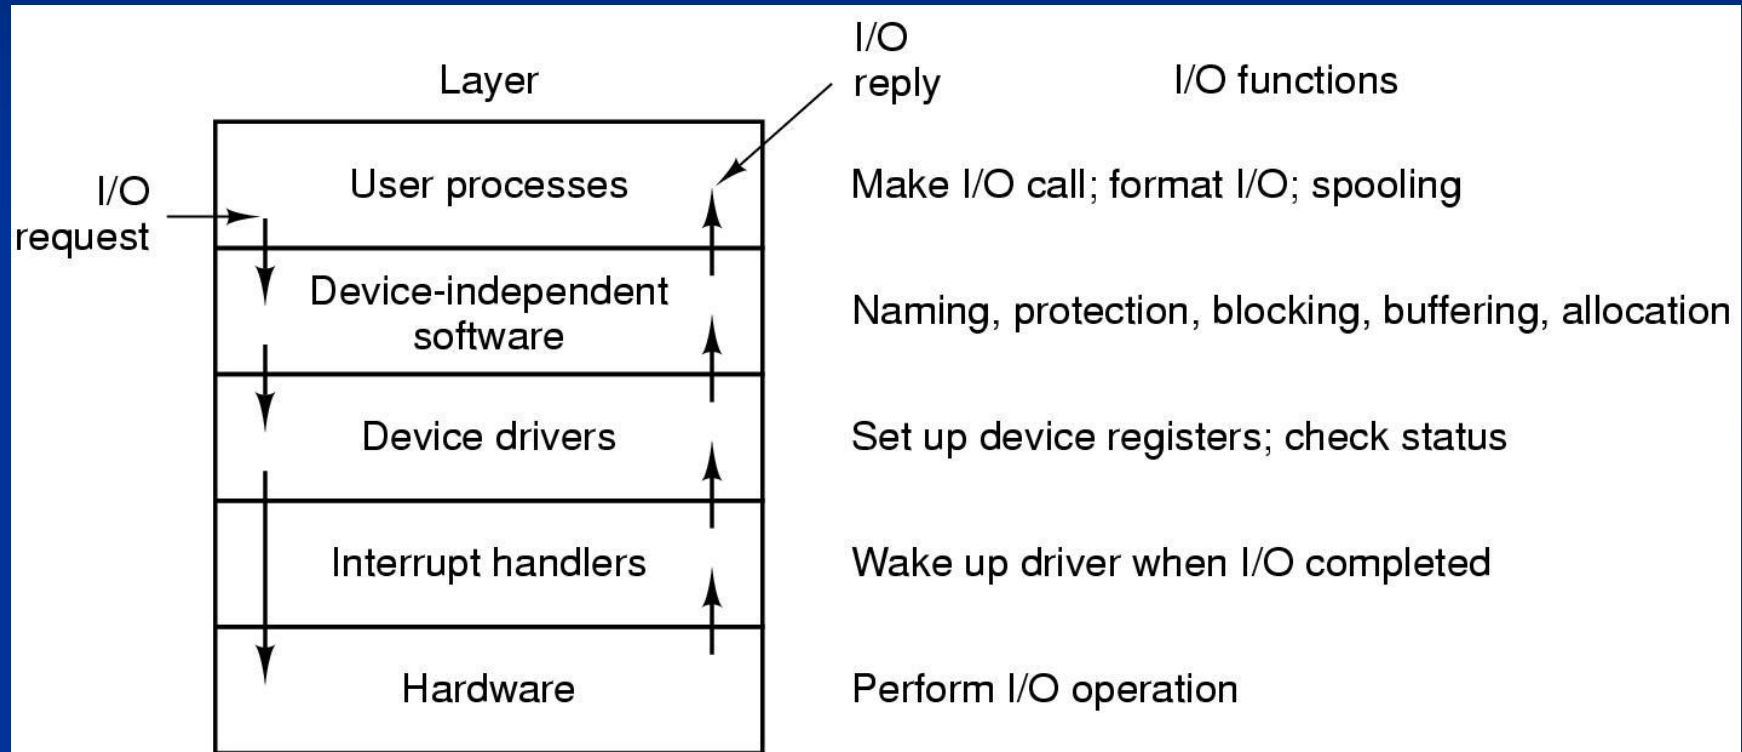 Layer
I/O
reply
I/O functions
I/O
request
User processes
Make I/O call; format I/O; spooling
Device-independent
software
Naming, protection, blocking, buffering, allocation
Device drivers
Set up device registers; check status
Interrupt handlers
Wake up driver when I/O completed
Hardware
Perform I/O operation